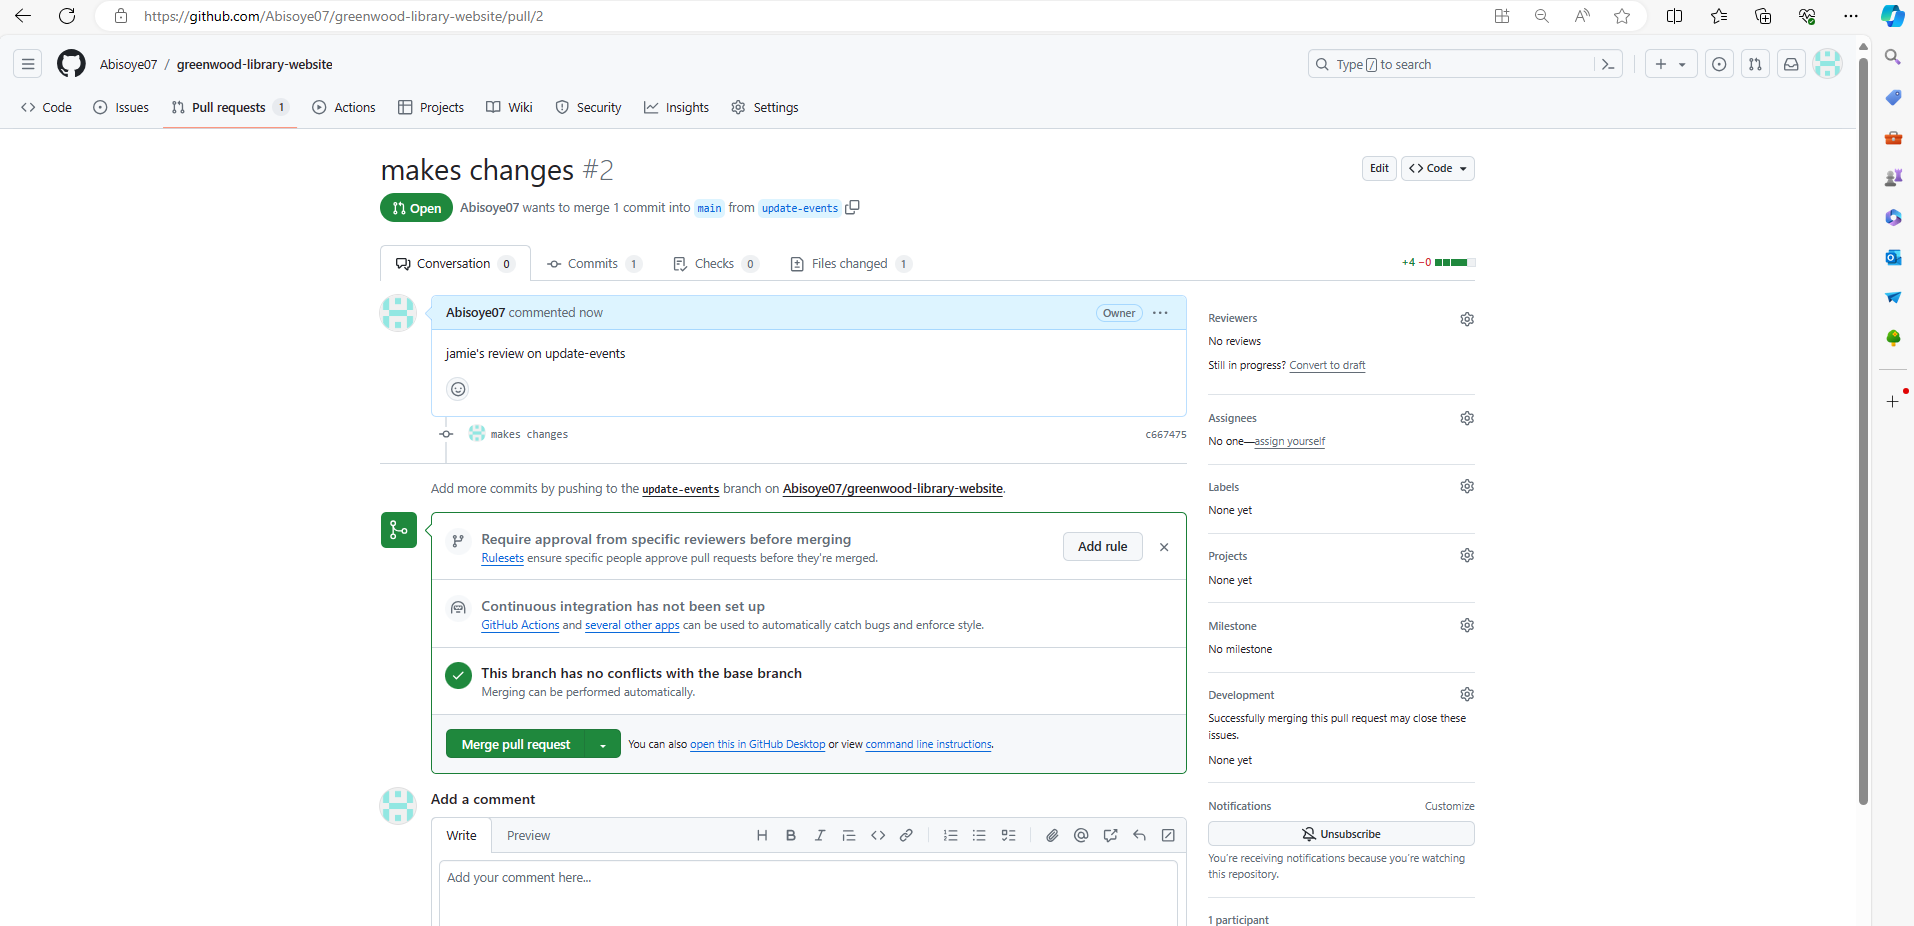 https://github.com/Abisoye07/greenwood-library-website/pull/2
Abisoye07 / greenwood-library-website
Type / to search
Code Issues Pull requests 1 Actions Projects Wiki Security Insights Settings
makes changes #2
Edit
Code
Open Abisoye07 wants to merge 1 commit into main from update-events
Conversation 0 Commits 1 Checks 0 Files changed 1
+4 −0
Abisoye07 commented now
Owner
jamie's review on update-events
makes changes
c667475
Add more commits by pushing to the update-events branch on Abisoye07/greenwood-library-website.
Require approval from specific reviewers before merging
Rulesets ensure specific people approve pull requests before they're merged.
Add rule
Continuous integration has not been set up
GitHub Actions and several other apps can be used to automatically catch bugs and enforce style.
This branch has no conflicts with the base branch
Merging can be performed automatically.
Merge pull request
You can also open this in GitHub Desktop or view command line instructions.
Add a comment
Write Preview
Add your comment here...
Reviewers
No reviews
Still in progress? Convert to draft
Assignees
No one—assign yourself
Labels
None yet
Projects
None yet
Milestone
No milestone
Development
Successfully merging this pull request may close these
issues.
None yet
Notifications
Customize
Unsubscribe
You're receiving notifications because you're watching
this repository.
1 participant